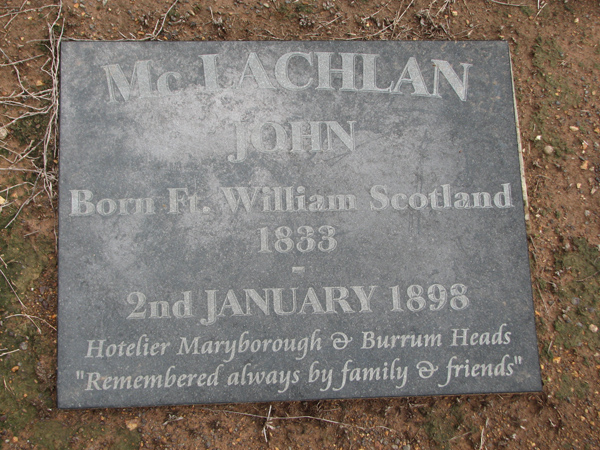 Mc LACHLAN
JOHN
Born Ft. William Scotland
1833
-
2nd JANUARY 1898
Hotelier Maryborough & Burrum Heads
"Remembered always by family & friends"